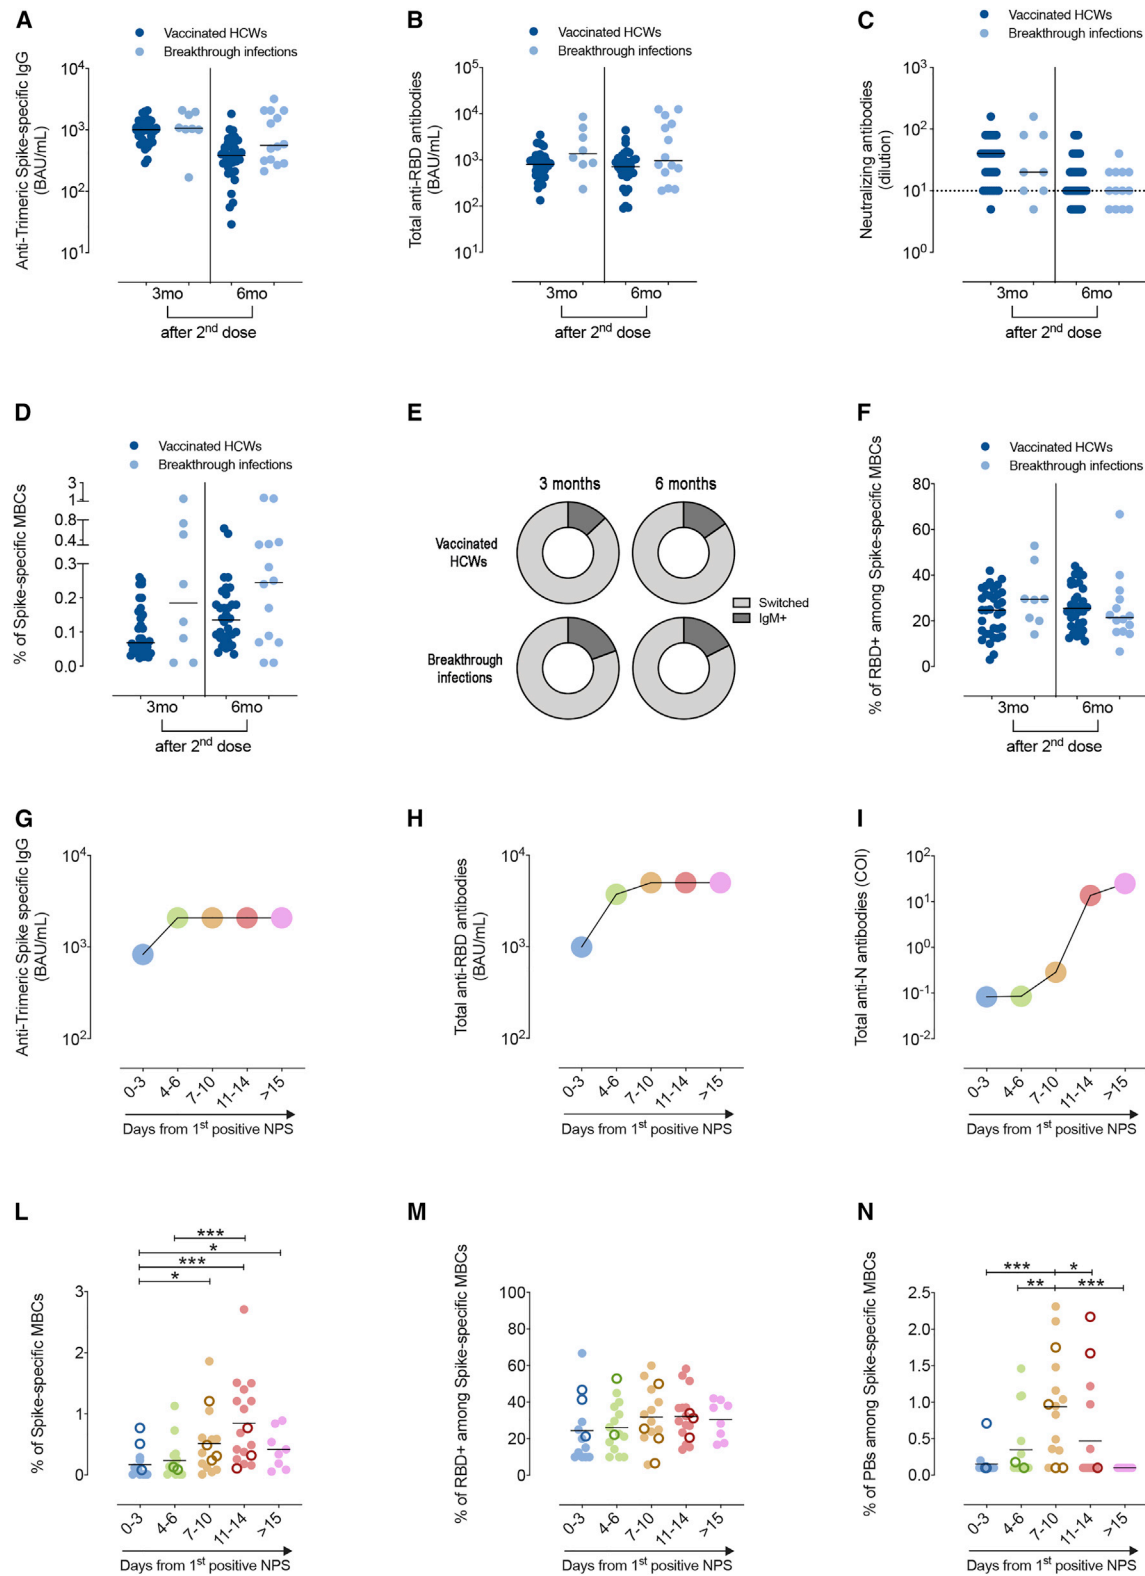 A
Vaccinated HCWs
Breakthrough infections
Anti-Trimeric Spike-specific IgG
(BAU/mL)
10⁴
10³
10²
10¹
3mo
6mo
after 2nd dose
B
Vaccinated HCWs
Breakthrough infections
Total anti-RBD antibodies
(BAU/mL)
10⁵
10⁴
10³
10²
10¹
3mo
6mo
after 2nd dose
C
Vaccinated HCWs
Breakthrough infections
Neutralizing antibodies
(dilution)
10³
10²
10¹
10⁰
3mo
6mo
after 2nd dose
D
Vaccinated HCWs
Breakthrough infections
% of Spike-specific MBCs
3
1
0.8
0.4
0.3
0.2
0.1
0.0
3mo
6mo
after 2nd dose
E
3 months
6 months
Vaccinated
HCWs
Switched
IgM+
Breakthrough
infections
F
Vaccinated HCWs
Breakthrough infections
% of RBD+ among Spike-specific MBCs
80
60
40
20
0
3mo
6mo
after 2nd dose
G
Anti-Trimeric Spike specific IgG
(BAU/mL)
10⁴
10³
10²
0-3
4-6
7-10
11-14
>15
Days from 1st positive NPS
H
Total anti-RBD antibodies
(BAU/mL)
10⁴
10³
10²
0-3
4-6
7-10
11-14
>15
Days from 1st positive NPS
I
Total anti-N antibodies (COI)
10²
10¹
10⁰
10⁻¹
10⁻²
0-3
4-6
7-10
11-14
>15
Days from 1st positive NPS
L
% of Spike-specific MBCs
***
*
***
*
3
2
1
0
0-3
4-6
7-10
11-14
>15
Days from 1st positive NPS
M
% of RBD+ among Spike-specific MBCs
100
80
60
40
20
0
0-3
4-6
7-10
11-14
>15
Days from 1st positive NPS
N
% of PBs among Spike-specific MBCs
*** *
** ***
2.5
2.0
1.5
1.0
0.5
0.0
0-3
4-6
7-10
11-14
>15
Days from 1st positive NPS